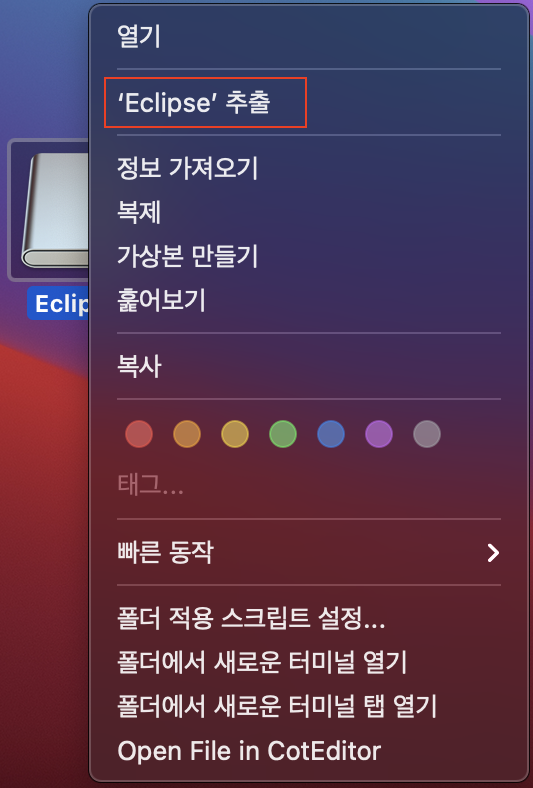 열기
‘Eclipse’ 추출
정보 가져오기
복제
가상본 만들기
훑어보기
Eclip
복사
태그...
빠른 동작
폴더 적용 스크립트 설정...
폴더에서 새로운 터미널 열기
폴더에서 새로운 터미널 탭 열기
Open File in CotEditor